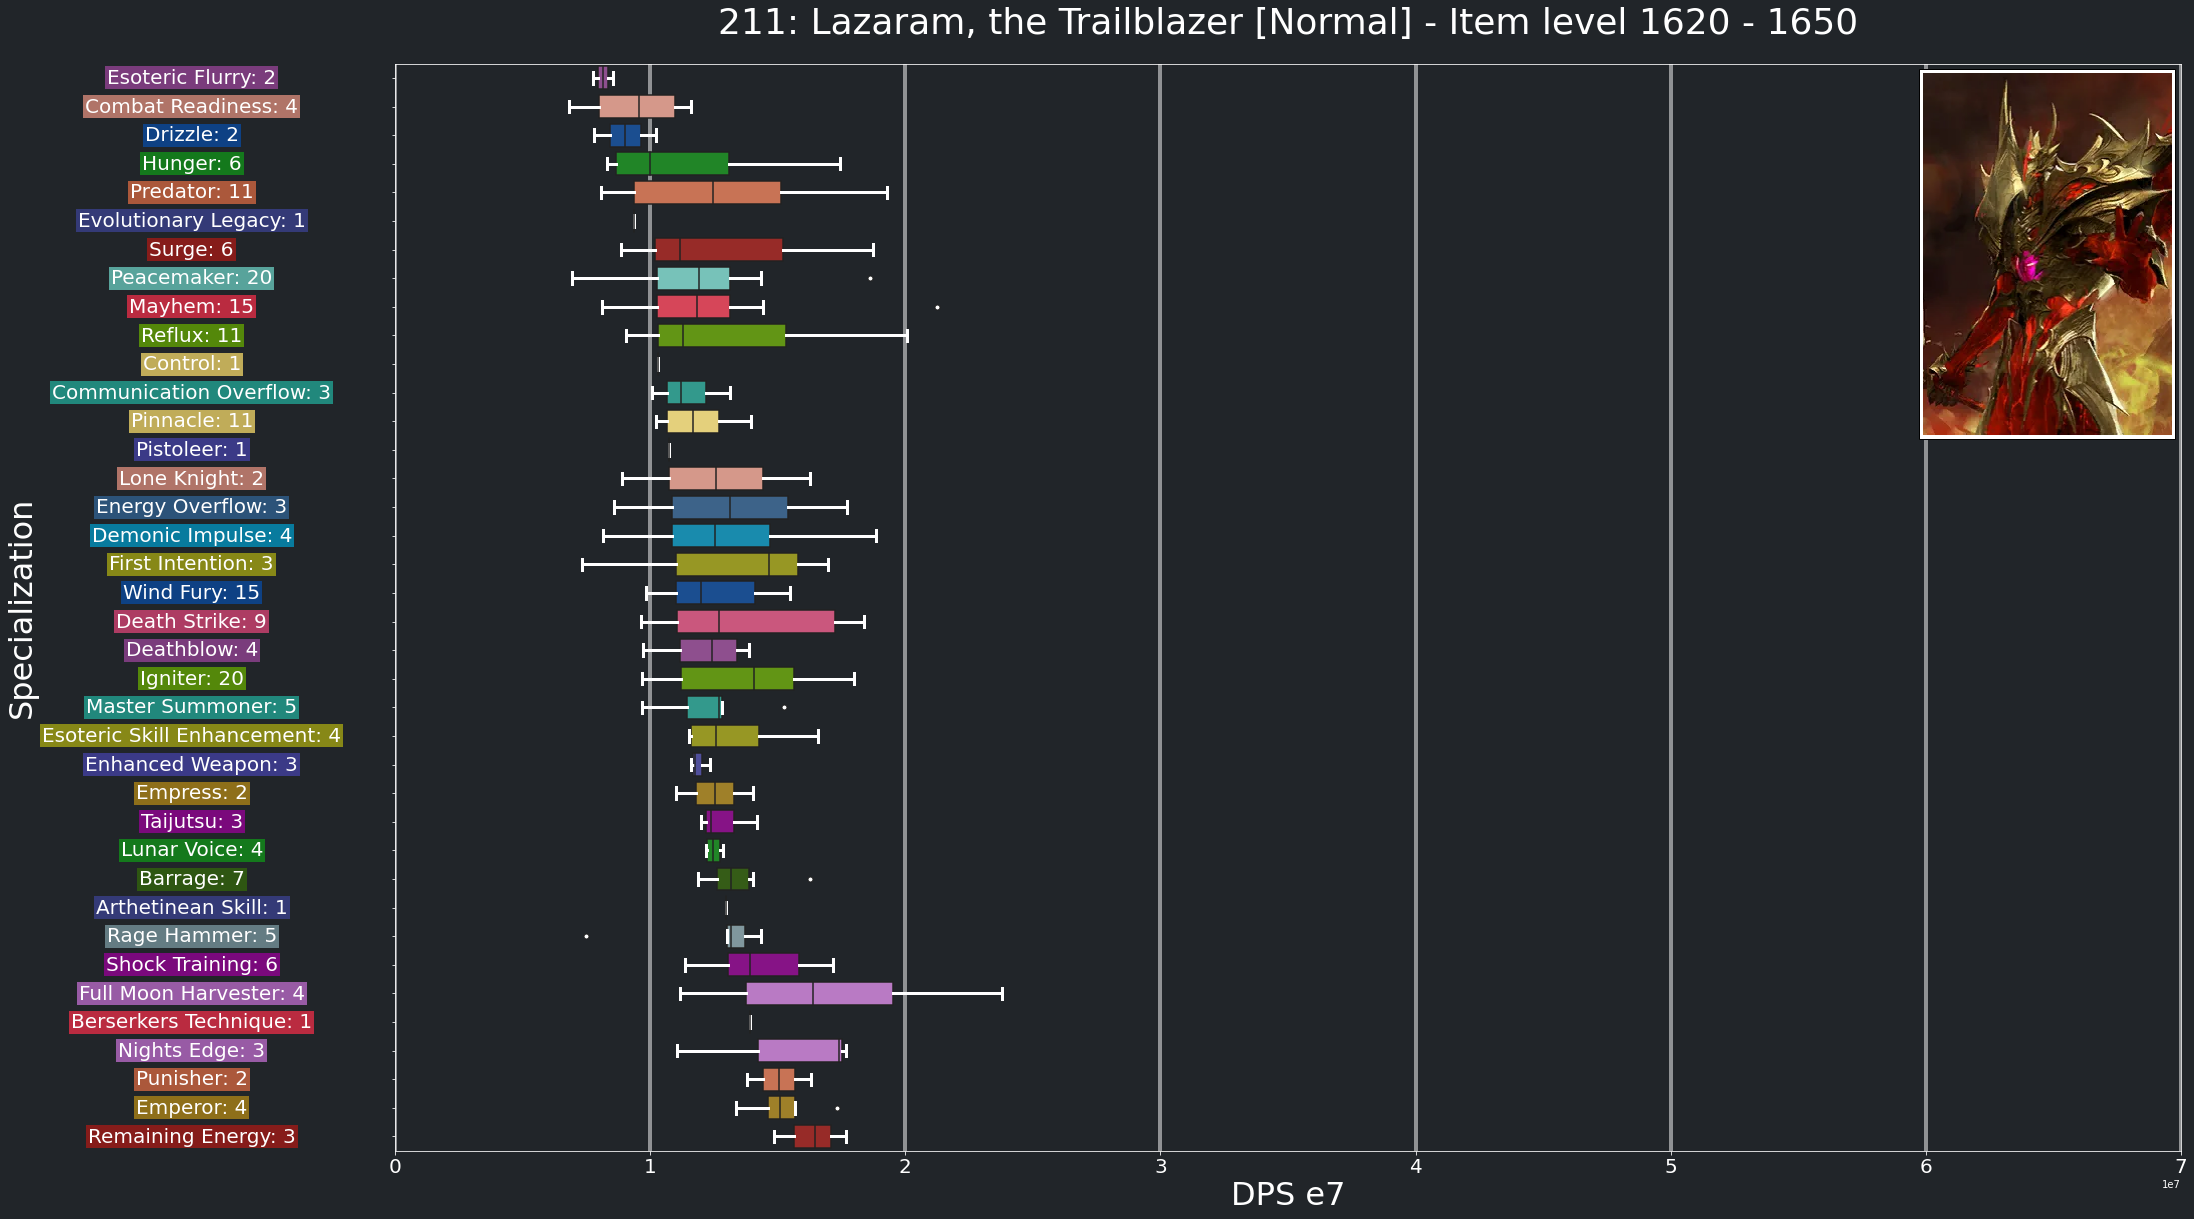 211: Lazaram, the Trailblazer [Normal] - Item level 1620 - 1650
Specialization
Esoteric Flurry: 2
Combat Readiness: 4
Drizzle: 2
Hunger: 6
Predator: 11
Evolutionary Legacy: 1
Surge: 6
Peacemaker: 20
Mayhem: 15
Reflux: 11
Control: 1
Communication Overflow: 3
Pinnacle: 11
Pistoleer: 1
Lone Knight: 2
Energy Overflow: 3
Demonic Impulse: 4
First Intention: 3
Wind Fury: 15
Death Strike: 9
Deathblow: 4
Igniter: 20
Master Summoner: 5
Esoteric Skill Enhancement: 4
Enhanced Weapon: 3
Empress: 2
Taijutsu: 3
Lunar Voice: 4
Barrage: 7
Arthetinean Skill: 1
Rage Hammer: 5
Shock Training: 6
Full Moon Harvester: 4
Berserkers Technique: 1
Nights Edge: 3
Punisher: 2
Emperor: 4
Remaining Energy: 3
0 1 2 3 4 5 6 7
1e7
DPS e7